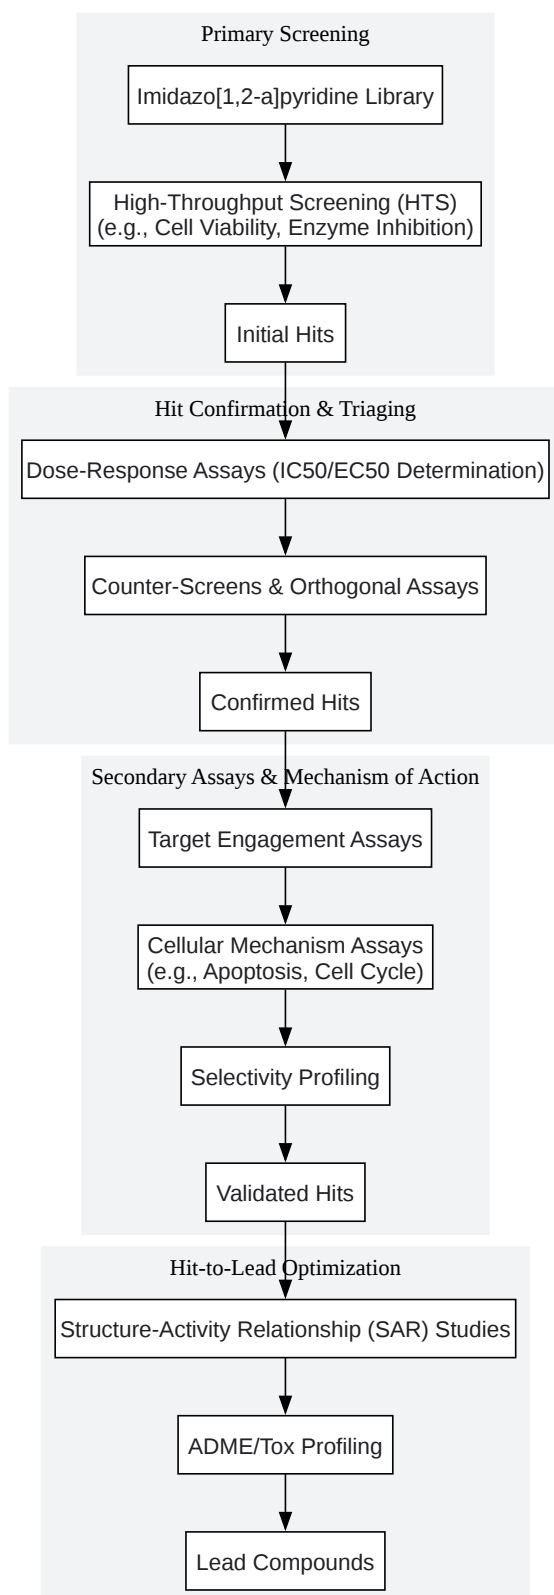 Primary Screening
Imidazo[1,2-a]pyridine Library
High-Throughput Screening (HTS)
(e.g., Cell Viability, Enzyme Inhibition)
Initial Hits
Hit Confirmation & Triaging
Dose-Response Assays (IC50/EC50 Determination)
Counter-Screens & Orthogonal Assays
Confirmed Hits
Secondary Assays & Mechanism of Action
Target Engagement Assays
Cellular Mechanism Assays
(e.g., Apoptosis, Cell Cycle)
Selectivity Profiling
Validated Hits
Hit-to-Lead Optimization
Structure-Activity Relationship (SAR) Studies
ADME/Tox Profiling
Lead Compounds